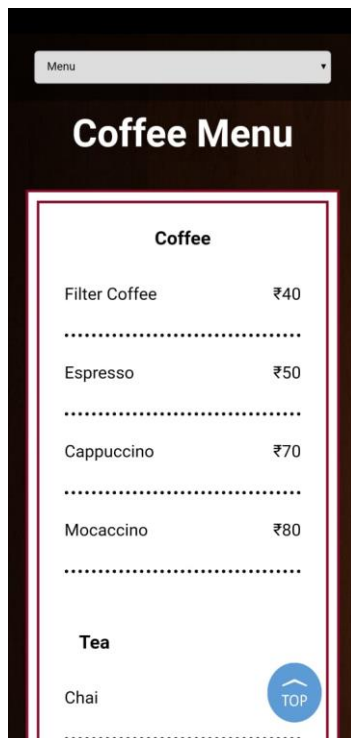 Menu
Coffee Menu
Coffee
Filter Coffee ₹40
Espresso ₹50
Cappuccino ₹70
Mocaccino ₹80
Tea
Chai
TOP